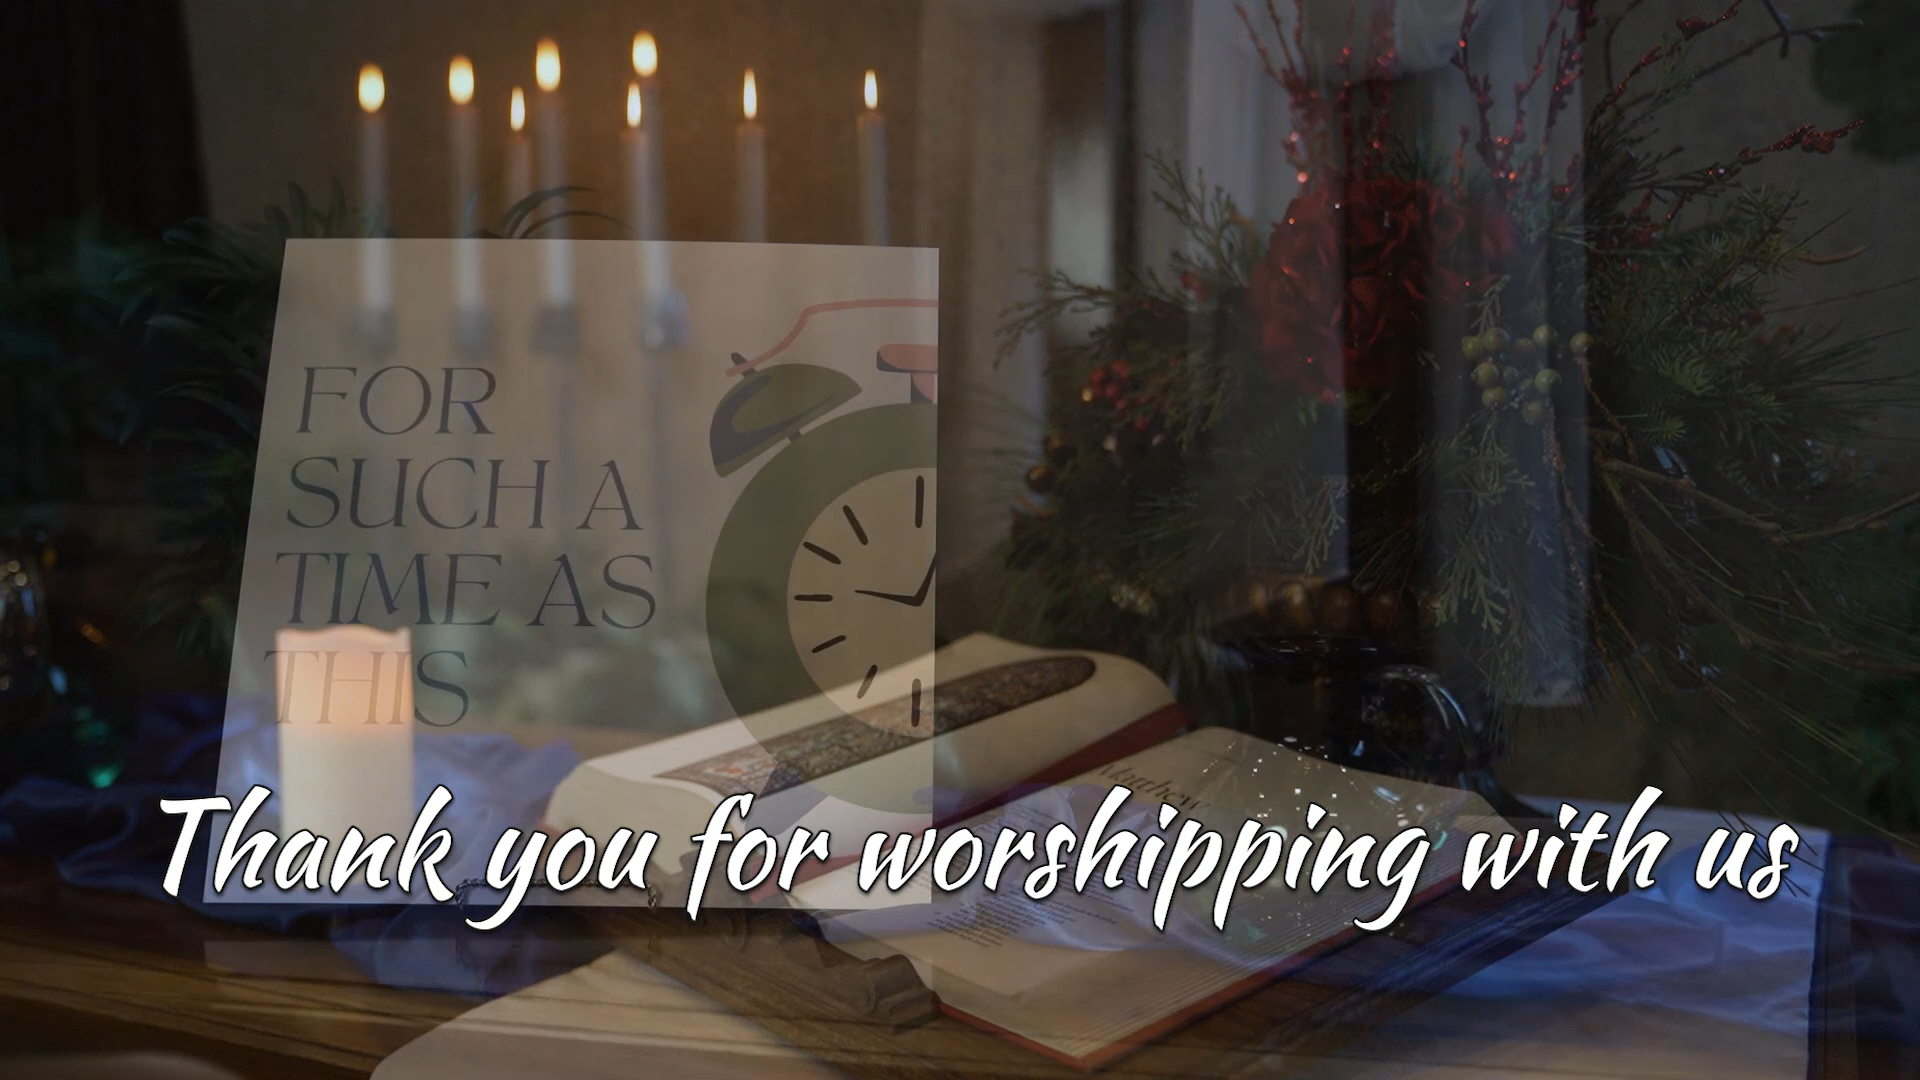 FOR
SUCH A
TIME AS
THIS
Matthew
Thank you for worshipping with us